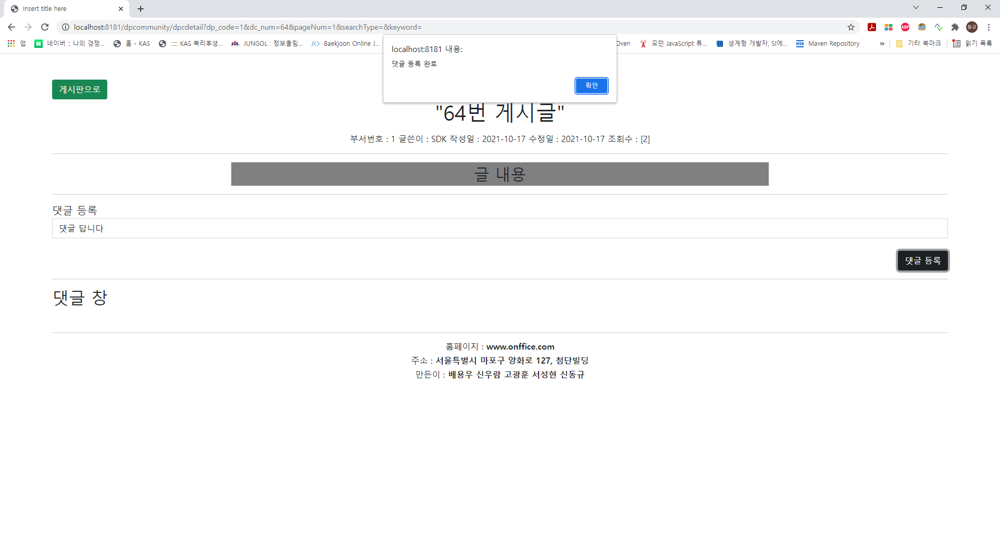 Insert title here
localhost:8181/dpcommunity/dpcdetail?dp_code=1&dc_num=64&pageNum=1&searchType=&keyword=
ABP
동규
앱
N 네이버 :: 나의 경쟁...
홈 - KAS
::::: KAS 복리후생...
JOL JUNGOL : 정보올림...
</> Baekjoon Online J...
Oven
모던 JavaScript 튜...
생계형 개발자, SI에...
MVN Maven Repository
»
기타 북마크
읽기 목록
localhost:8181 내용:
댓글 등록 완료
확인
게시판으로
"64번 게시글"
부서번호 : 1 글쓴이 : SDK 작성일 : 2021-10-17 수정일 : 2021-10-17 조회수 : [2]
글 내용
댓글 등록
댓글 답니다
댓글 등록
댓글 창
홈페이지 : www.onffice.com
주소 : 서울특별시 마포구 양화로 127, 첨단빌딩
만든이 : 배용우 신우람 고광훈 서성현 신동규